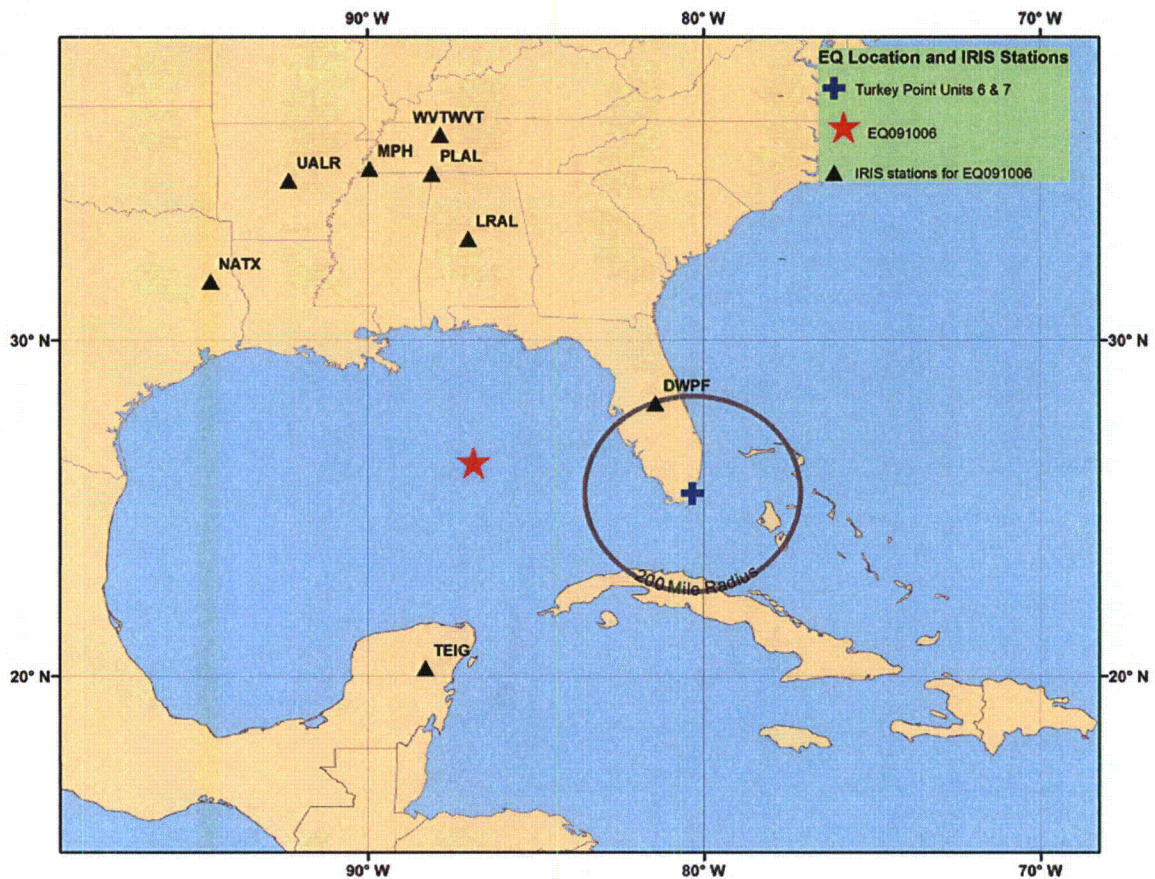 90° W 80° W 70° W
EQ Location and IRIS Stations
Turkey Point Units 6 & 7
EQ091006
IRIS stations for EQ091006
WVTWVT
MPH
PLAL
UALR
LRAL
NATX
30° N
30° N
DWPF
200 Mile Radius
TEIG
20° N
20° N
90° W 80° W 70° W